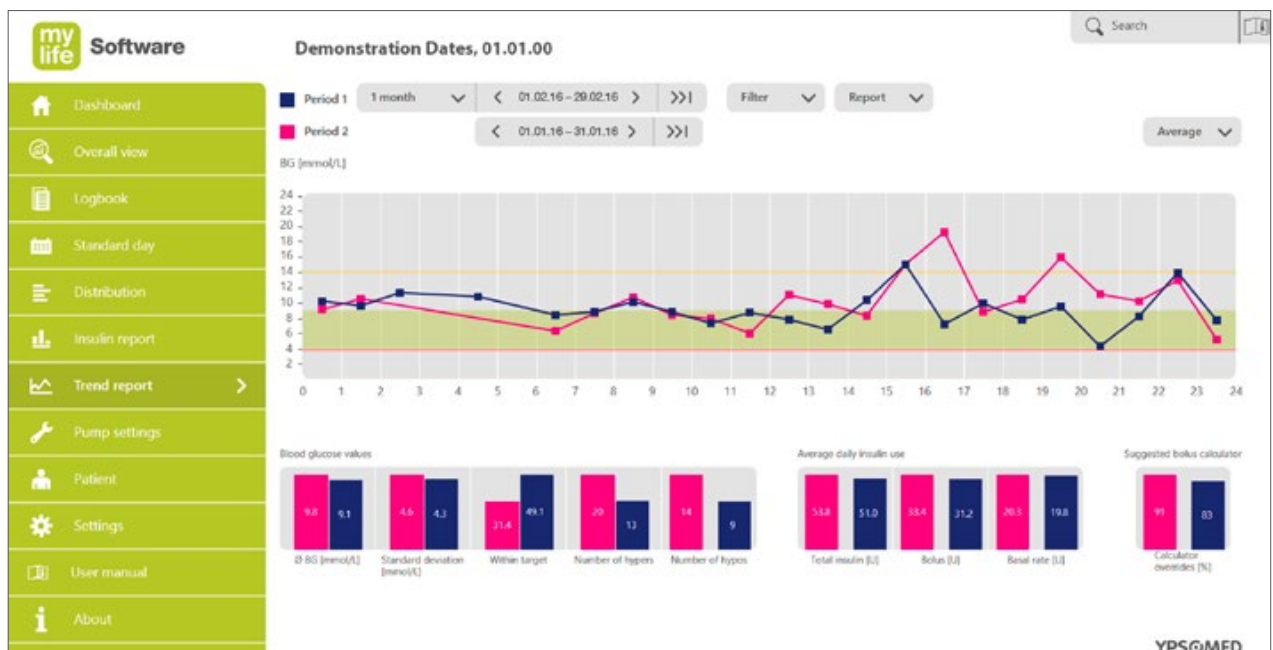 my
life Software
Demonstration Dates, 01.01.00
Search
Dashboard
Overall view
Logbook
Standard day
Distribution
Insulin report
Trend report
Pump settings
Patient
Settings
User manual
About
Period 1 1 month 01.02.16 – 29.02.16 Filter Report
Period 2 01.01.16 – 31.01.16 Average
BG [mmol/L]
24
22
20
18
16
14
12
10
8
6
4
2
0 1 2 3 4 5 6 7 8 9 10 11 12 13 14 15 16 17 18 19 20 21 22 23 24
Blood glucose values
9.8 9.1 4.6 4.3 31.4 49.1 20 13 14 9
Ø BG [mmol/L] Standard deviation Within target Number of hypers Number of hypos
[mmol/L]
Average daily insulin use
53.8 51.0 33.4 31.2 20.3 19.8
Total insulin [U] Bolus [U] Basal rate [U]
Suggested bolus calculator
91 83
Calculator
overrides [%]
YPSOMED